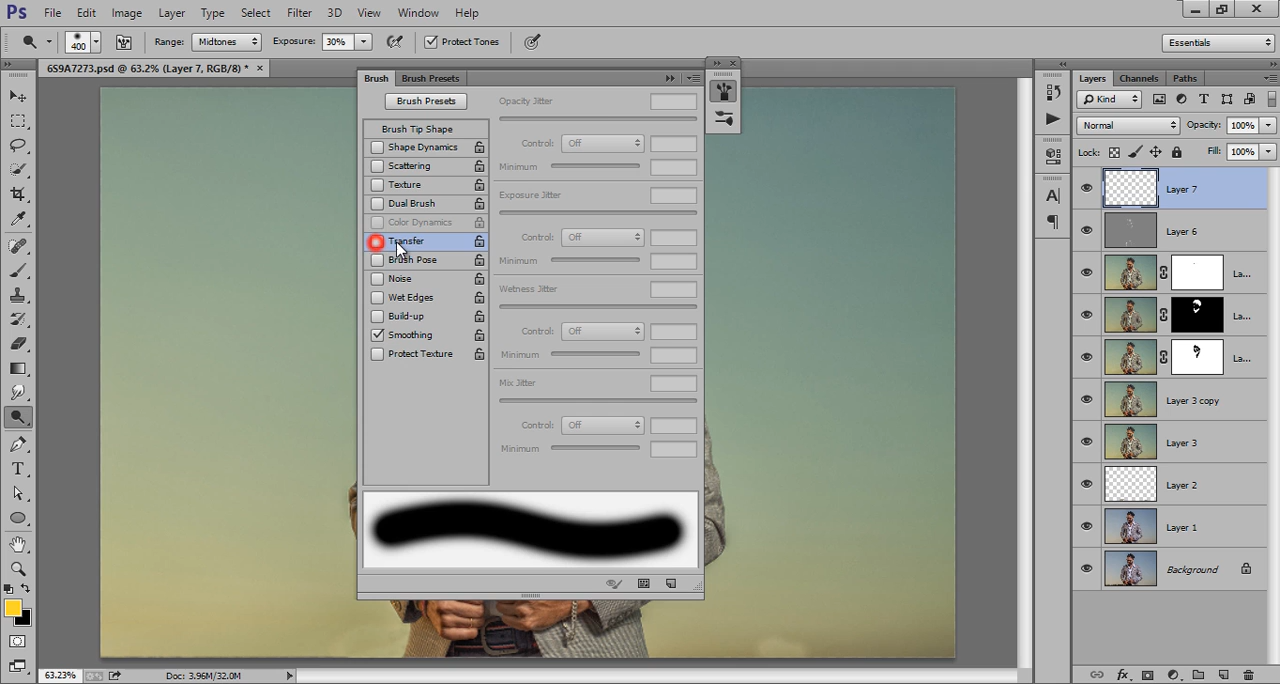 Ps File Edit Image Layer Type Select Filter 3D View Window Help
400 Range: Midtones Exposure: 30% Protect Tones Essentials
6S9A7273.psd @ 63.2% (Layer 7, RGB/8) * ×
Brush Brush Presets
Brush Presets
Brush Tip Shape
Shape Dynamics
Scattering
Texture
Dual Brush
Color Dynamics
Transfer
Brush Pose
Noise
Wet Edges
Build-up
Smoothing
Protect Texture
Opacity Jitter
Control: Off
Minimum
Exposure Jitter
Control: Off
Minimum
Wetness Jitter
Control: Off
Minimum
Mix Jitter
Control: Off
Minimum
Layers Channels Paths
Kind
Normal Opacity: 100%
Lock: Fill: 100%
Layer 7
Layer 6
La...
La...
La...
Layer 3 copy
Layer 3
Layer 2
Layer 1
Background
63.23% Doc: 3.96M/32.0M